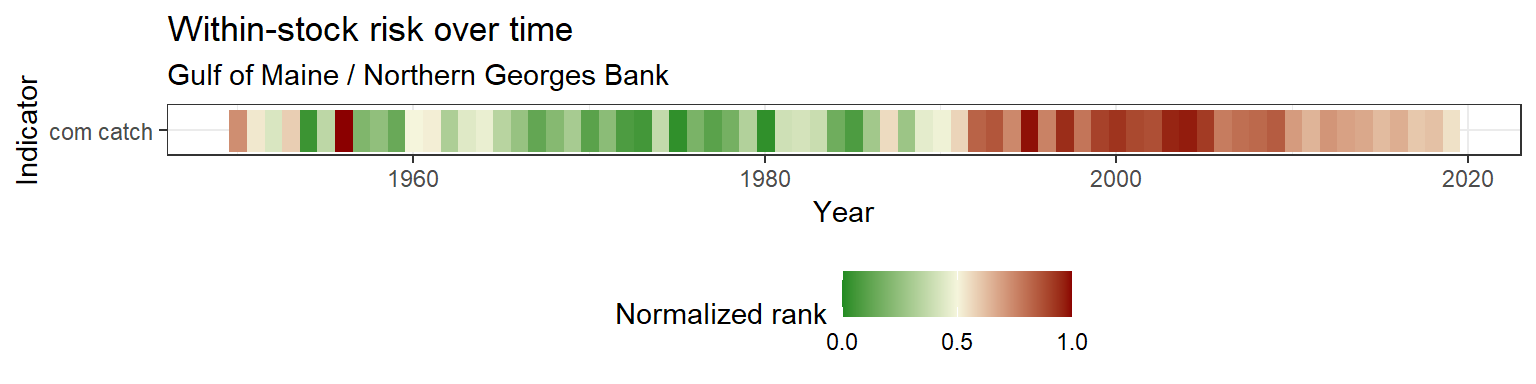 Within-stock risk over time
Gulf of Maine / Northern Georges Bank
Indicator
com catch
1960 1980 2000 2020
Year
Normalized rank
0.0 0.5 1.0